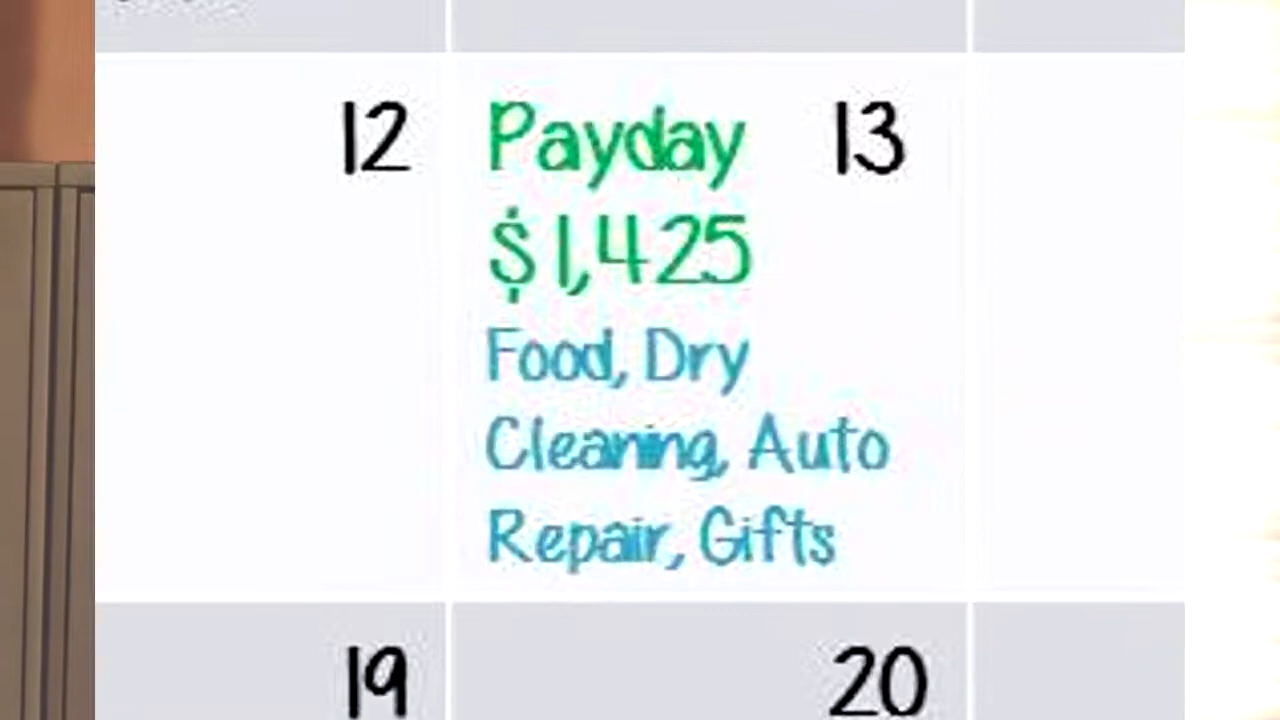 12
Payday 13
$1,425
Food, Dry
Cleaning, Auto
Repair, Gifts
19 20